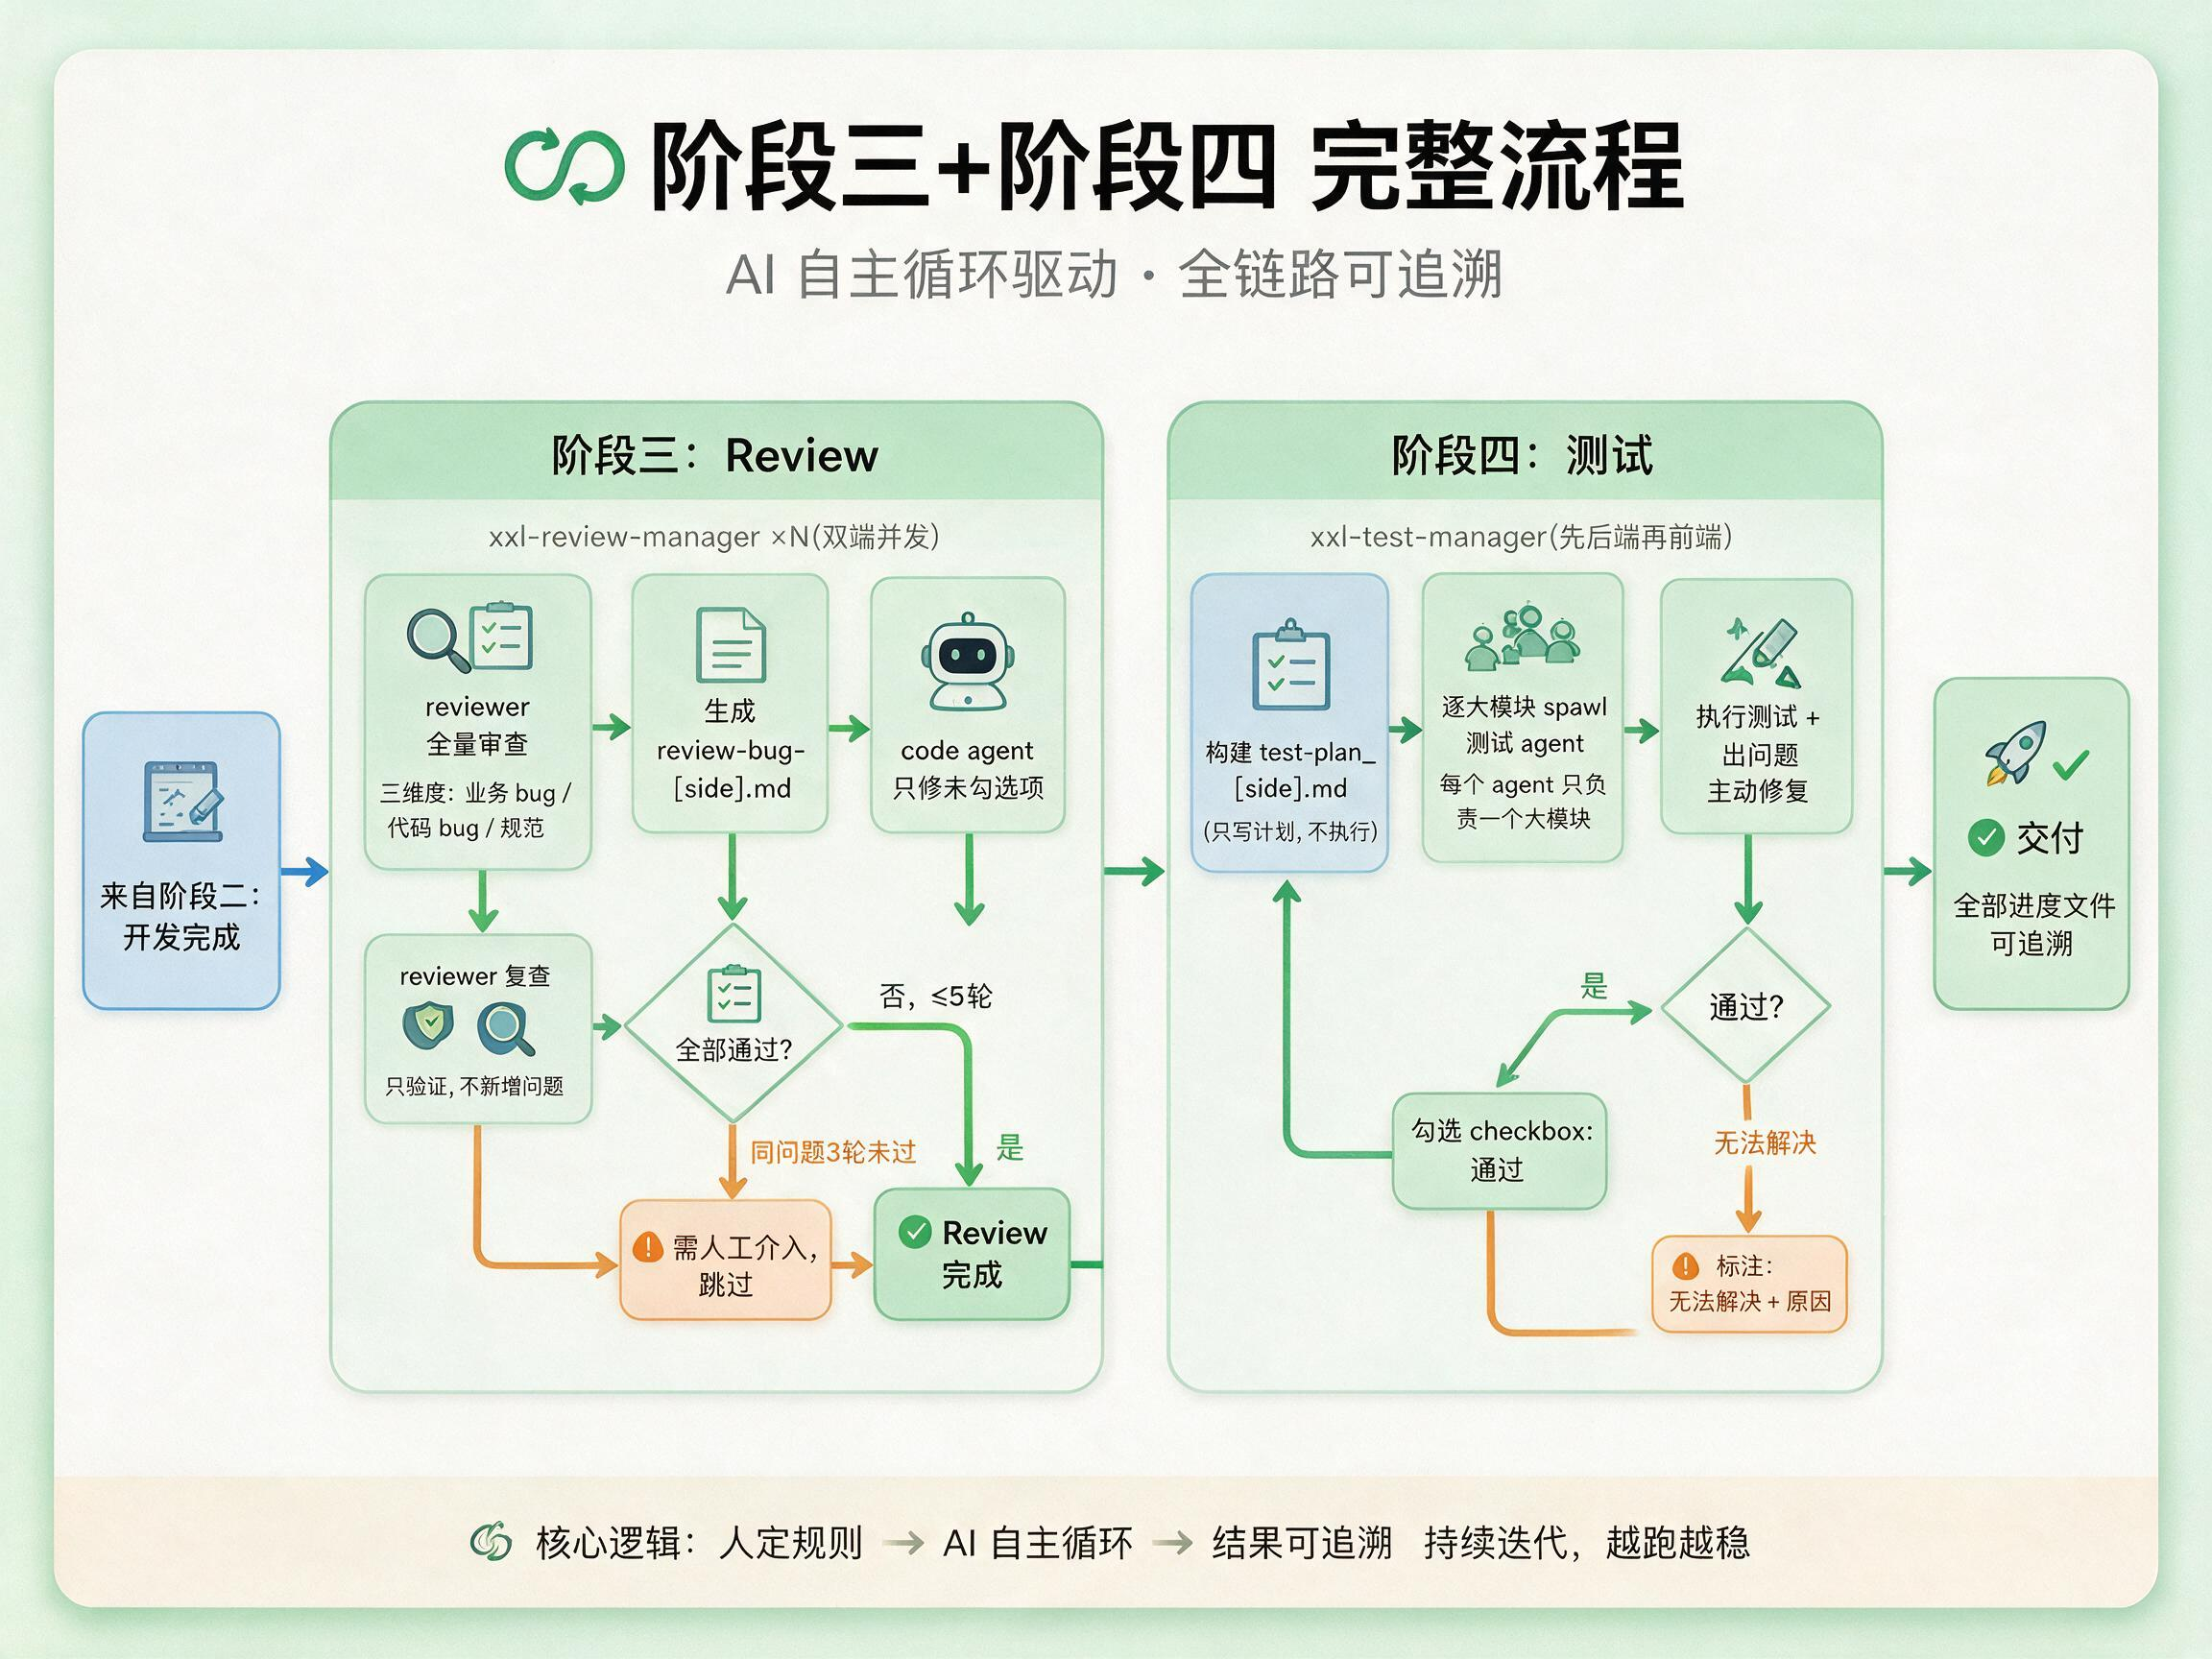 阶段三+阶段四 完整流程
AI 自主循环驱动・全链路可追溯
来自阶段二：
开发完成
阶段三：Review
xxl-review-manager ×N(双端并发)
reviewer
全量审查
三维度：业务 bug /
代码 bug / 规范
生成
review-bug-
[side].md
code agent
只修未勾选项
reviewer 复查
只验证, 不新增问题
全部通过?
否，≤5轮
同问题3轮未过
是
需人工介入，
跳过
Review
完成
阶段四：测试
xxl-test-manager(先后端再前端)
构建 test-plan_
[side].md
(只写计划, 不执行)
逐大模块 spawl
测试 agent
每个 agent 只负
责一个大模块
执行测试 +
出问题
主动修复
是
通过?
勾选 checkbox:
通过
无法解决
标注：
无法解决 + 原因
交付
全部进度文件
可追溯
核心逻辑：人定规则 → AI 自主循环 → 结果可追溯 持续迭代，越跑越稳